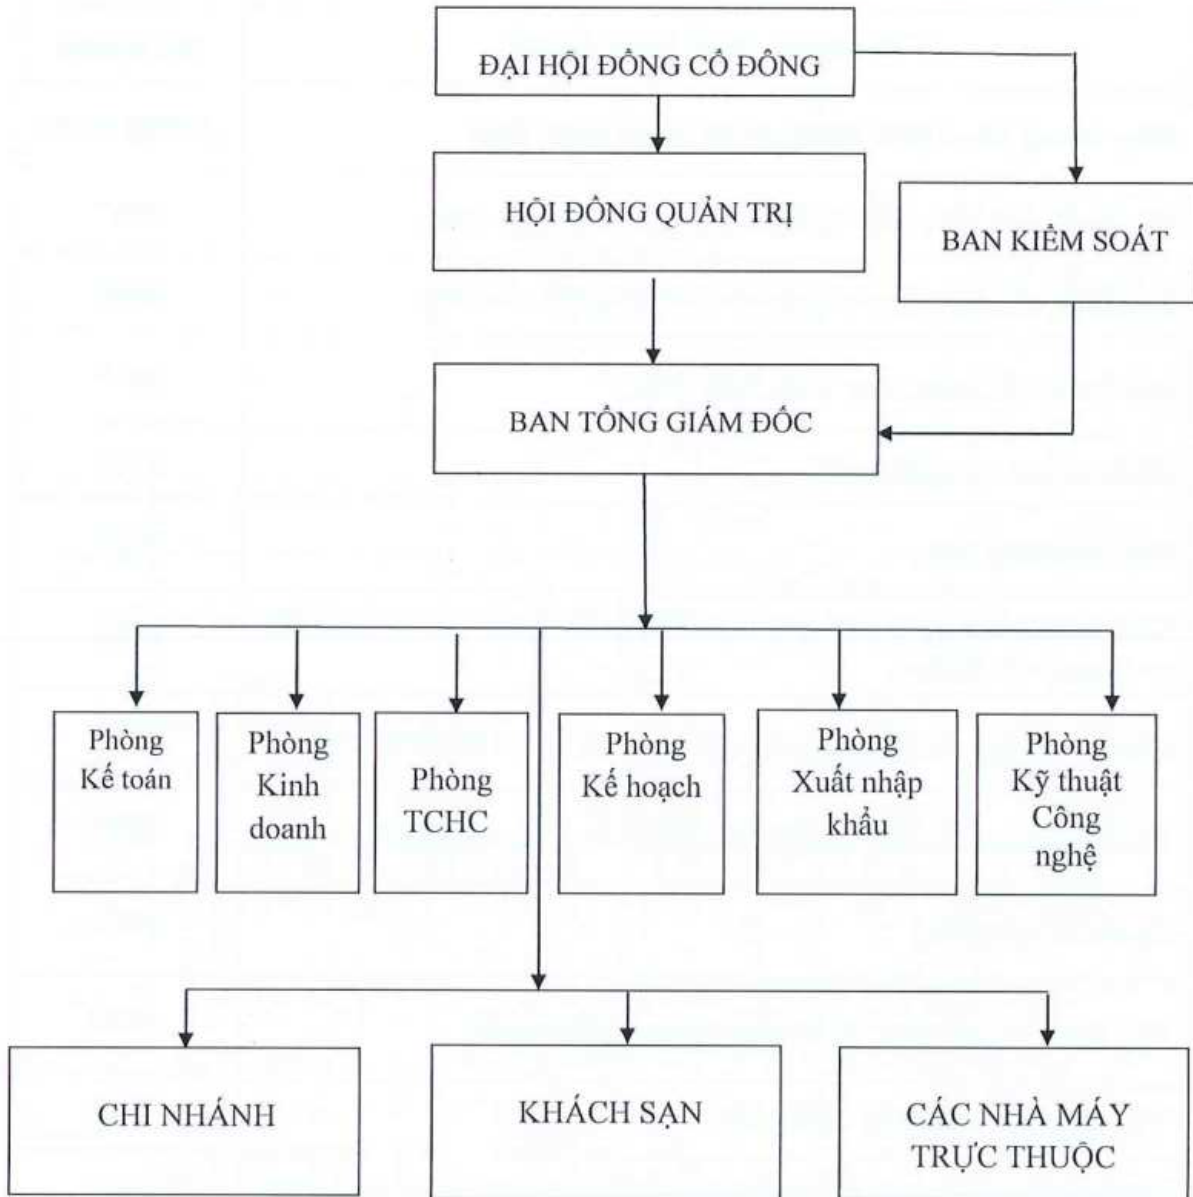 ĐẠI HỘI ĐỒNG CỔ ĐÔNG
HỘI ĐỒNG QUẢN TRỊ
BAN KIỂM SOÁT
BAN TỔNG GIÁM ĐỐC
Phòng
Kế toán
Phòng
Kinh
doanh
Phòng
TCHC
Phòng
Kế hoạch
Phòng
Xuất nhập
khẩu
Phòng
Kỹ thuật
Công
nghệ
CHI NHÁNH
KHÁCH SẠN
CÁC NHÀ MÁY
TRỰC THUỘC